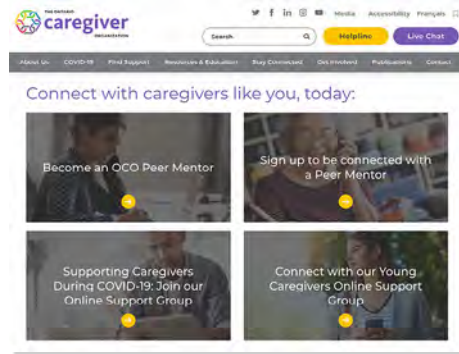 THE ONTARIO
caregiver
ORGANIZATION
Media Accessibility Français
Search
Helpline
Live Chat
About Us COVID-19 Find Support Resources & Education Stay Connected Get Involved Publications Contact
Connect with caregivers like you, today:
Become an OCO Peer Mentor
Sign up to be connected with
a Peer Mentor
Supporting Caregivers
During COVID-19: Join our
Online Support Group
Connect with our Young
Caregivers Online Support
Group